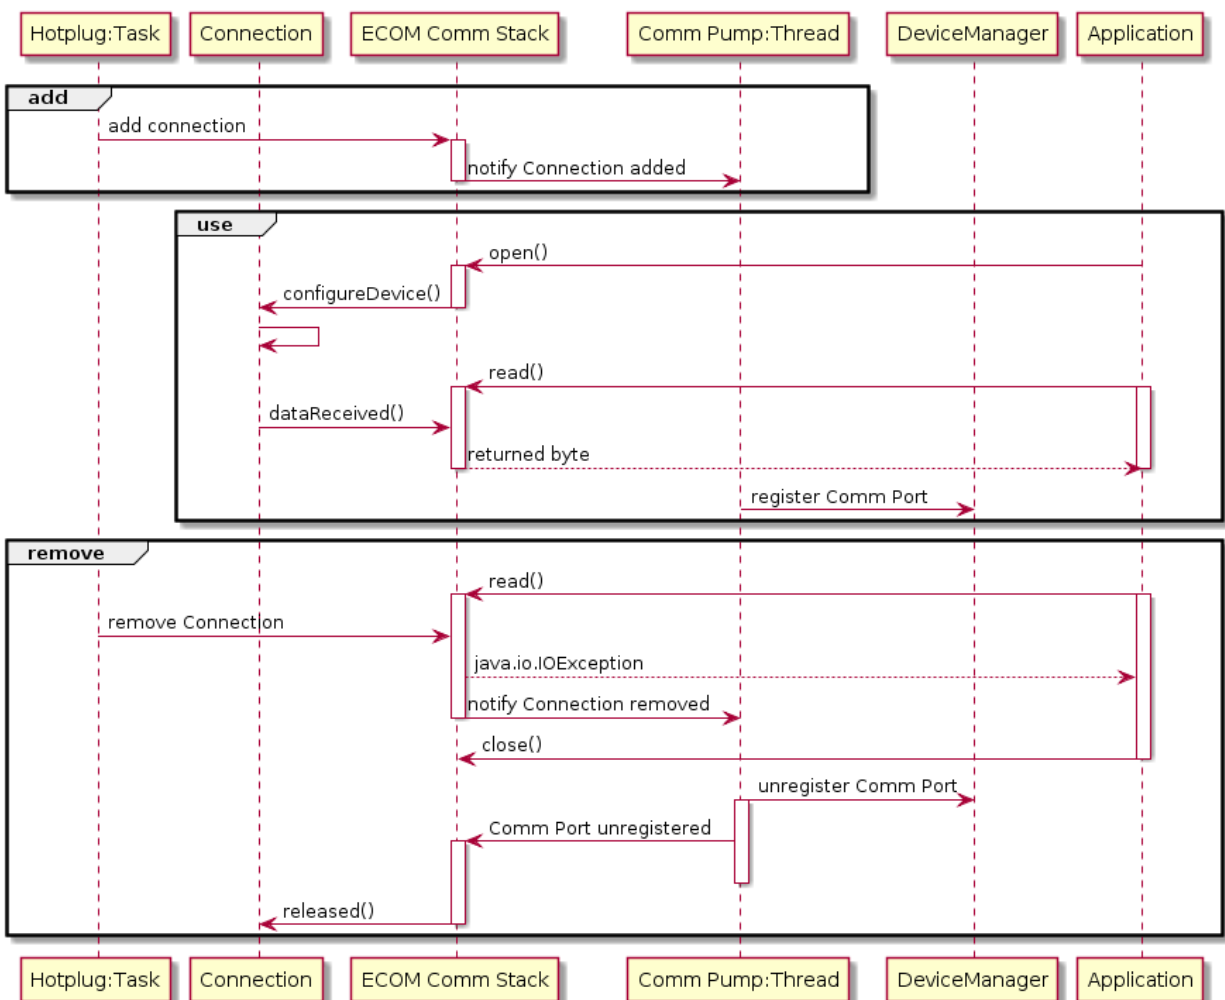 Hotplug:Task Connection ECOM Comm Stack Comm Pump:Thread DeviceManager Application
add
add connection
notify Connection added
use
open()
configureDevice()
read()
dataReceived()
returned byte
register Comm Port
remove
read()
remove Connection
java.io.IOException
notify Connection removed
close()
unregister Comm Port
Comm Port unregistered
released()
Hotplug:Task Connection ECOM Comm Stack Comm Pump:Thread DeviceManager Application